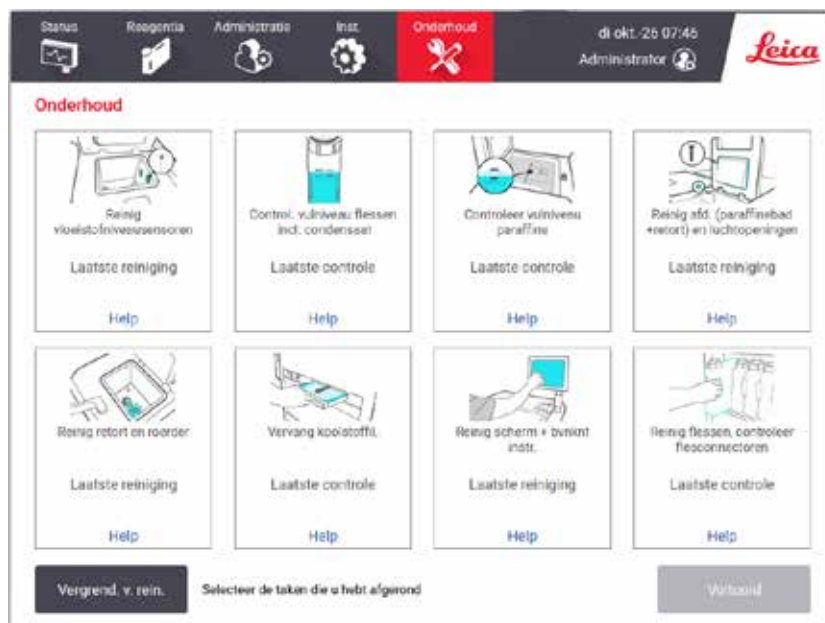 Status Reagentia Administratie Inst. Onderhoud
di okt.-26 07:46
Administrator
Leica
Onderhoud
Reinig
vloeistofniveausensoren
Laatste reiniging
Help
Control. vulniveau flessen
incl. condensaat
Laatste controle
Help
Controleer vulniveau
paraffine
Laatste controle
Help
Reinig afd. (paraffinebad
+retort) en luchtopeningen
Laatste reiniging
Help
Reinig retort en roerder
Laatste reiniging
Help
Vervang koolstoffil.
Laatste controle
Help
Reinig scherm + bvnknt
instr.
Laatste reiniging
Help
Reinig flessen, controleer
flesconnectoren
Laatste controle
Help
Vergrend. v. rein.
Selecteer de taken die u hebt afgerond
Voltooid